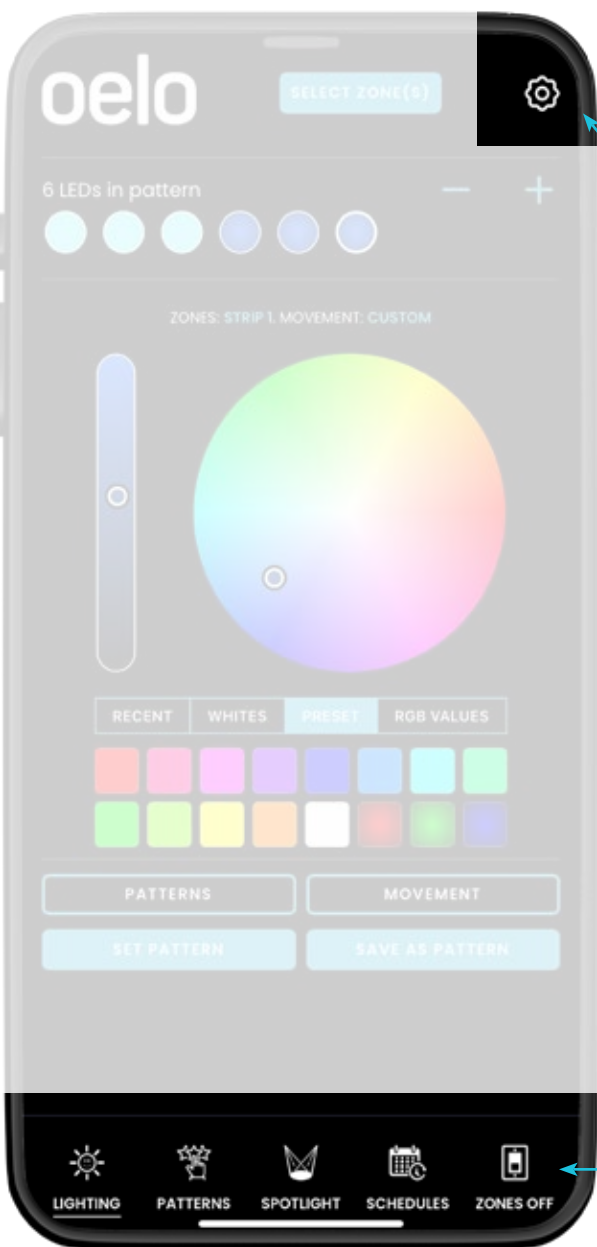 oelo
SELECT ZONE(S)
6 LEDs in pattern
ZONES: STRIP 1. MOVEMENT: CUSTOM
RECENT WHITES PRESET RGB VALUES
PATTERNS MOVEMENT
SET PATTERN SAVE AS PATTERN
LIGHTING PATTERNS SPOTLIGHT SCHEDULES ZONES OFF